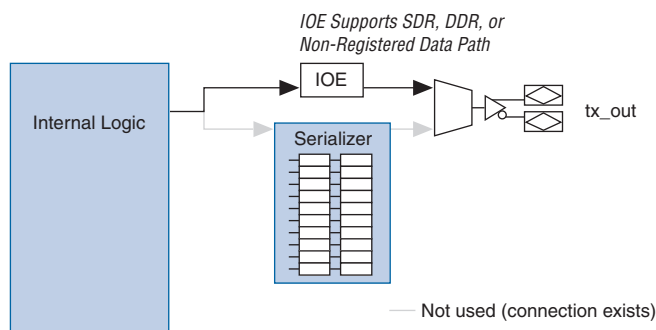 IOE Supports SDR, DDR, or
Non-Registered Data Path
IOE
Internal Logic
tx_out
Serializer
Not used (connection exists)